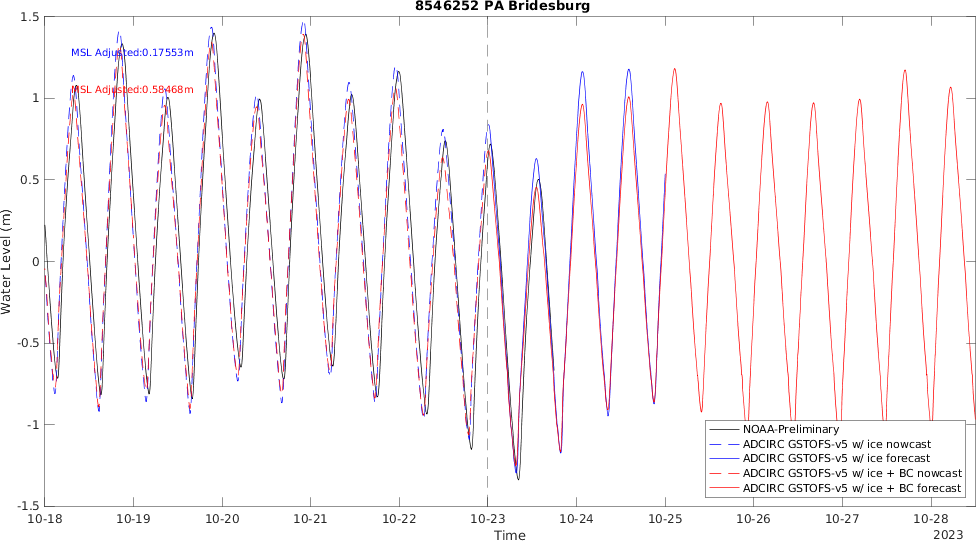 8546252 PA Bridesburg
MSL Adjusted:0.17553m
MSL Adjusted:0.58468m
Water Level (m)
1.5
1
0.5
0
-0.5
-1
-1.5
10-18 10-19 10-20 10-21 10-22 10-23 10-24 10-25 10-26 10-27 10-28
Time
2023
NOAA-Preliminary
ADCIRC GSTOFS-v5 w/ ice nowcast
ADCIRC GSTOFS-v5 w/ ice forecast
ADCIRC GSTOFS-v5 w/ ice + BC nowcast
ADCIRC GSTOFS-v5 w/ ice + BC forecast